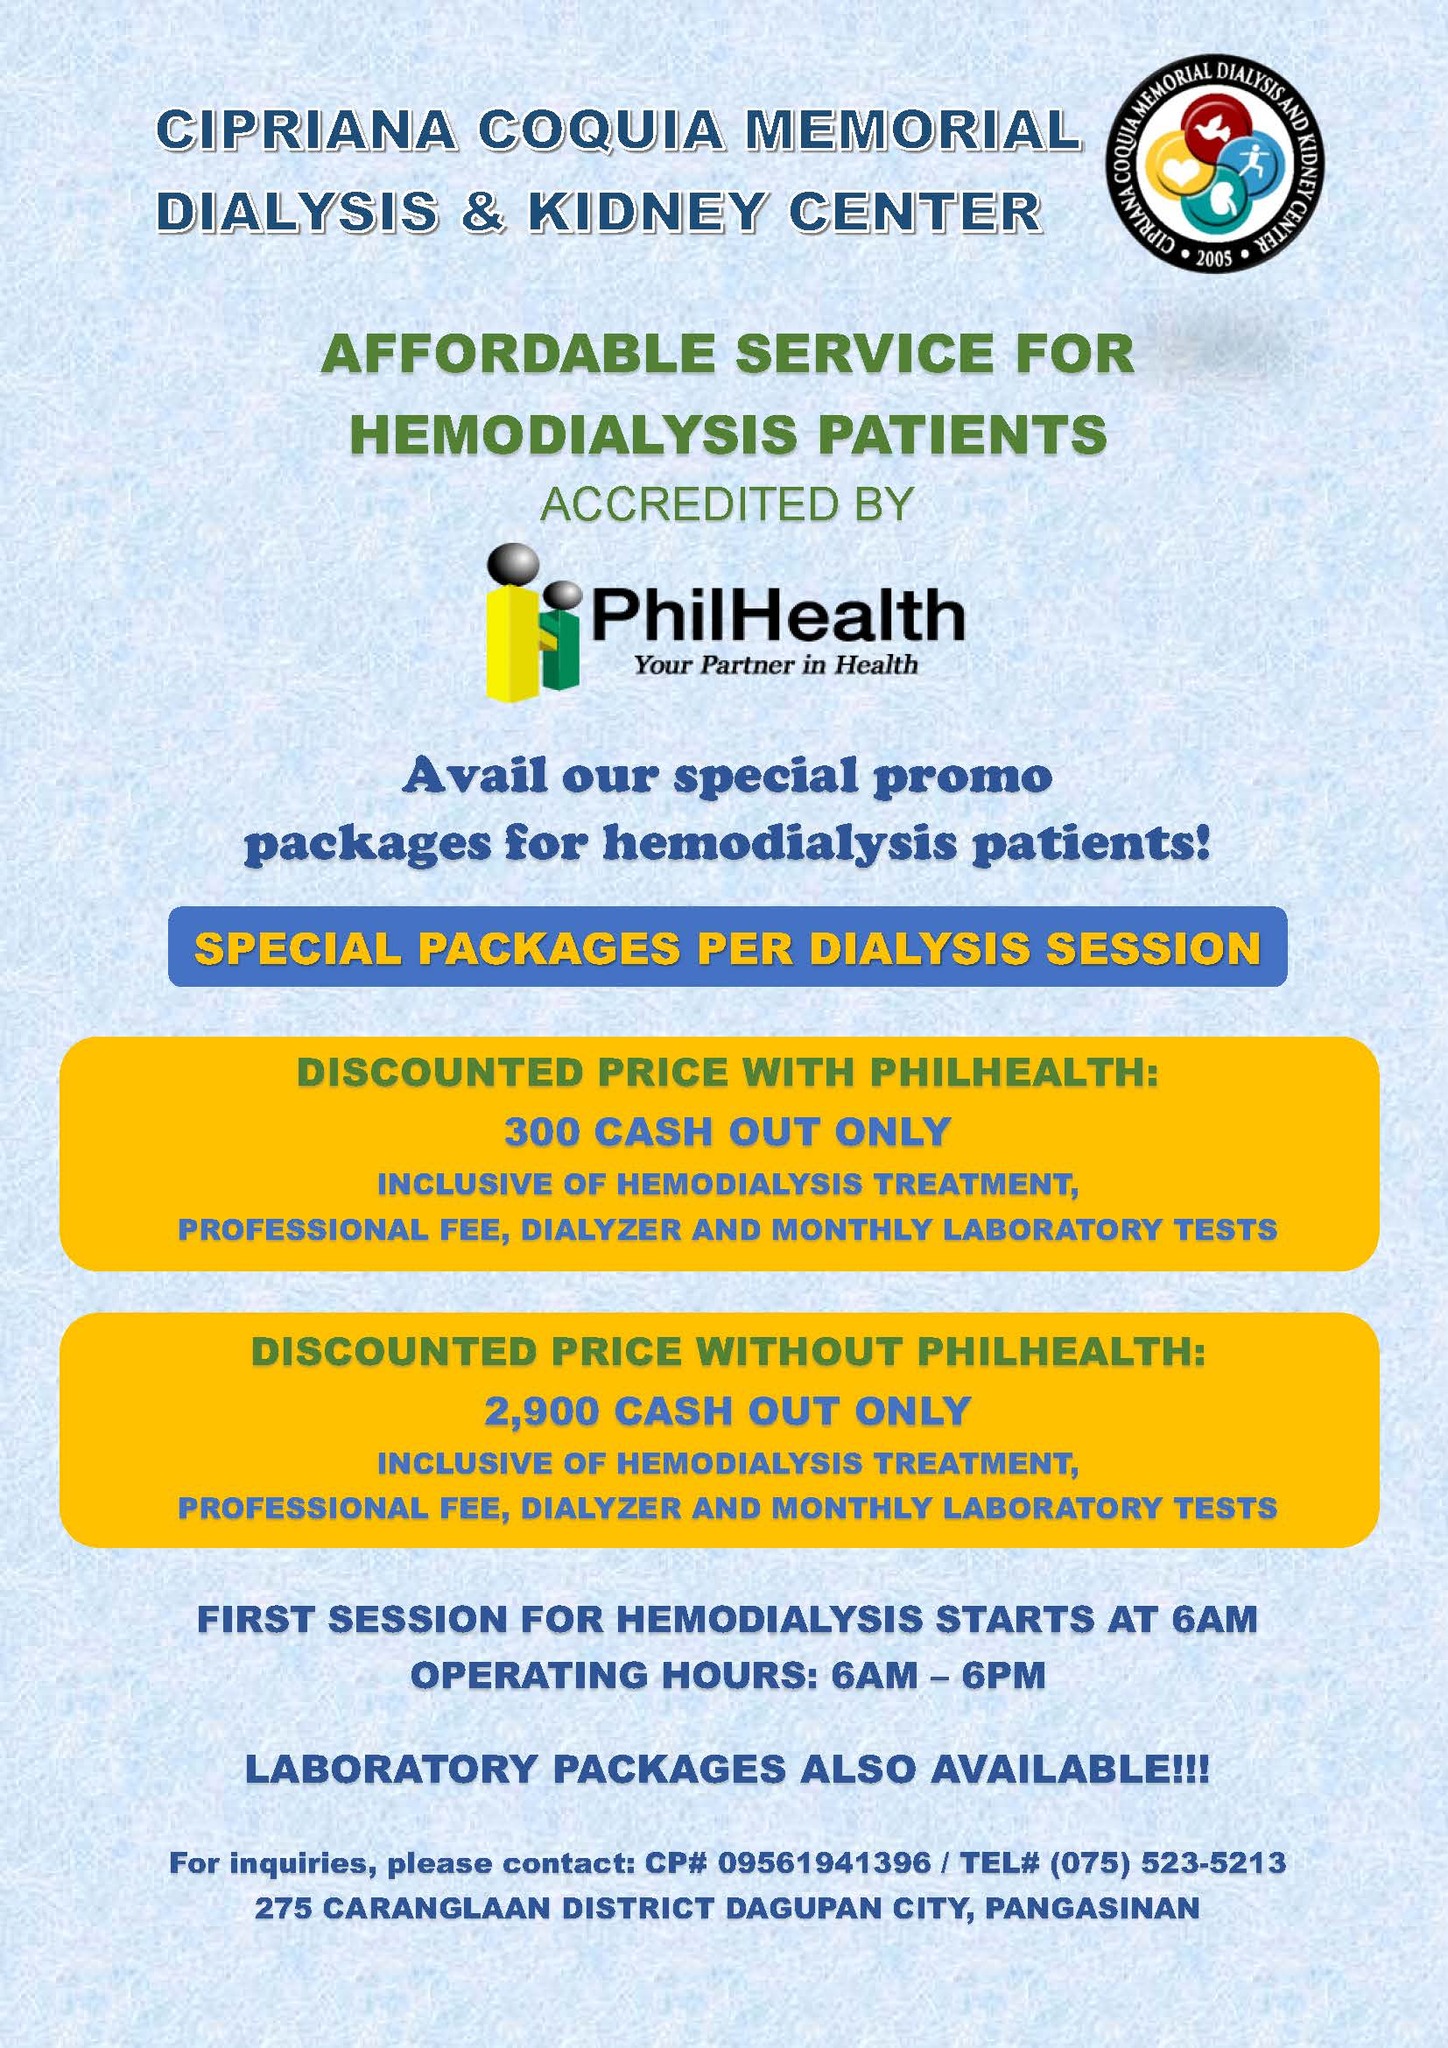 CIPRIANA COQUIA MEMORIAL
DIALYSIS & KIDNEY CENTER
CIPRIANA COQUIA MEMORIAL DIALYSIS AND KIDNEY CENTER
• 2005 •
AFFORDABLE SERVICE FOR
HEMODIALYSIS PATIENTS
ACCREDITED BY
PhilHealth
Your Partner in Health
Avail our special promo
packages for hemodialysis patients!
SPECIAL PACKAGES PER DIALYSIS SESSION
DISCOUNTED PRICE WITH PHILHEALTH:
300 CASH OUT ONLY
INCLUSIVE OF HEMODIALYSIS TREATMENT,
PROFESSIONAL FEE, DIALYZER AND MONTHLY LABORATORY TESTS
DISCOUNTED PRICE WITHOUT PHILHEALTH:
2,900 CASH OUT ONLY
INCLUSIVE OF HEMODIALYSIS TREATMENT,
PROFESSIONAL FEE, DIALYZER AND MONTHLY LABORATORY TESTS
FIRST SESSION FOR HEMODIALYSIS STARTS AT 6AM
OPERATING HOURS: 6AM – 6PM
LABORATORY PACKAGES ALSO AVAILABLE!!!
For inquiries, please contact: CP# 09561941396 / TEL# (075) 523-5213
275 CARANGLAAN DISTRICT DAGUPAN CITY, PANGASINAN